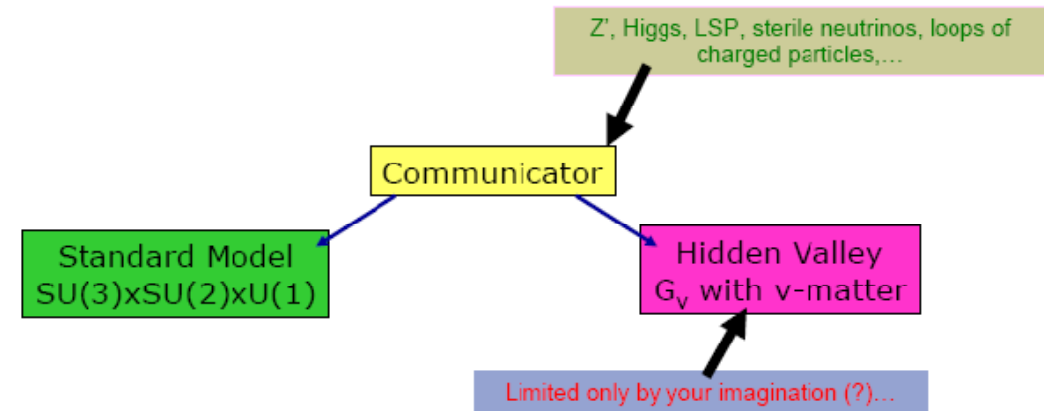 Z', Higgs, LSP, sterile neutrinos, loops of
charged particles,...
Communicator
Standard Model
SU(3)xSU(2)xU(1)
Hidden Valley
Gv with v-matter
Limited only by your imagination (?)...